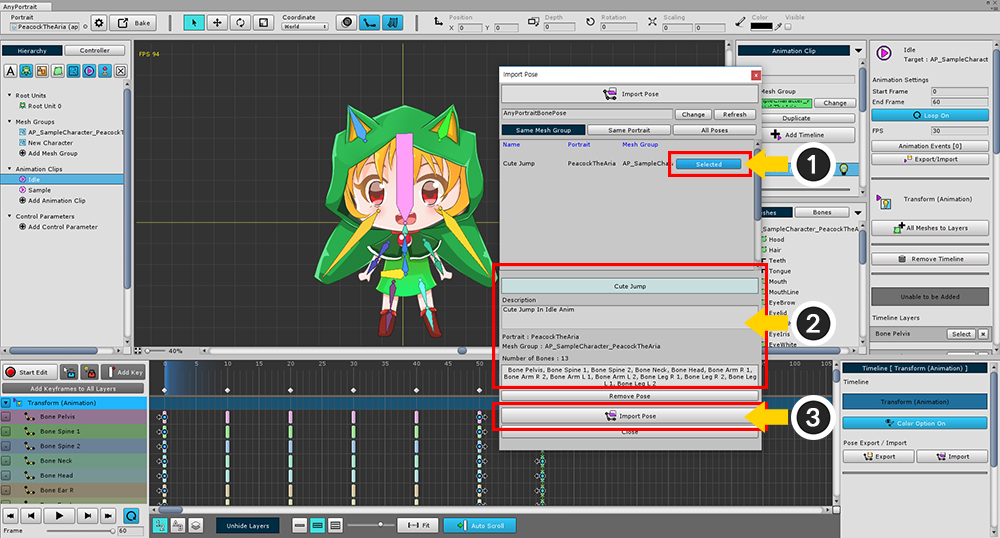 AnyPortrait
Portrait
PeacockTheAria (ap
Bake
Coordinate
World
Position
X 0 Y 0
Depth
0
Rotation
0
Scaling
0 0
Color
Visible
Hierarchy
Controller
Root Units
Root Unit 0
Mesh Groups
AP_SampleCharacter_PeacockT
New Character
Add Mesh Group
Animation Clips
Idle
Sample
Add Animation Clip
Control Parameters
Add Control Parameter
FPS 94
40%
Import Pose
Import Pose
AnyPortraitBonePose
Change
Refresh
Same Mesh Group
Same Portrait
All Poses
Name Portrait Mesh Group
Cute Jump PeacockTheAria AP_SampleCha
Selected
1
Cute Jump
Description
Cute Jump In Idle Anim
2
Portrait : PeacockTheAria
Mesh Group : AP_SampleCharacter_PeacockTheAria
Number of Bones : 13
Bone Pelvis, Bone Spine 1, Bone Spine 2, Bone Neck, Bone Head, Bone Arm R 1,
Bone Arm R 2, Bone Arm L 1, Bone Arm L 2, Bone Leg R 1, Bone Leg R 2, Bone Leg
L 1, Bone Leg L 2
Remove Pose
Import Pose
3
Close
Animation Clip
Mesh Group
Change
Duplicate
Add Timeline
Bones
_SampleCharacter_PeacockTheA
Hood
Hair
Teeth
Tongue
Mouth
MouthLine
EyeBrow
Eyelid
EyeIris
EyeWhite
Idle
Target : AP_SampleCharact
Animation Settings
Start Frame 0
End Frame 60
Loop On
FPS 30
Animation Events [0]
Export/Import
Transform (Animation)
All Meshes to Layers
Remove Timeline
Unable to be Added
Timeline Layers
Bone Pelvis
Select
Start Edit
Add Key
Add Keyframes to All Layers
Transform (Animation)
Bone Pelvis
Bone Spine 1
Bone Spine 2
Bone Neck
Bone Head
Bone Ear R
0 5 10 15 20 25 30 35 40 45 50 95 100 105
Frame 60
Unhide Layers
Fit
Auto Scroll
Timeline [ Transform (Animation) ]
Timeline
Transform (Animation)
Color Option On
Pose Export / Import
Export
Import